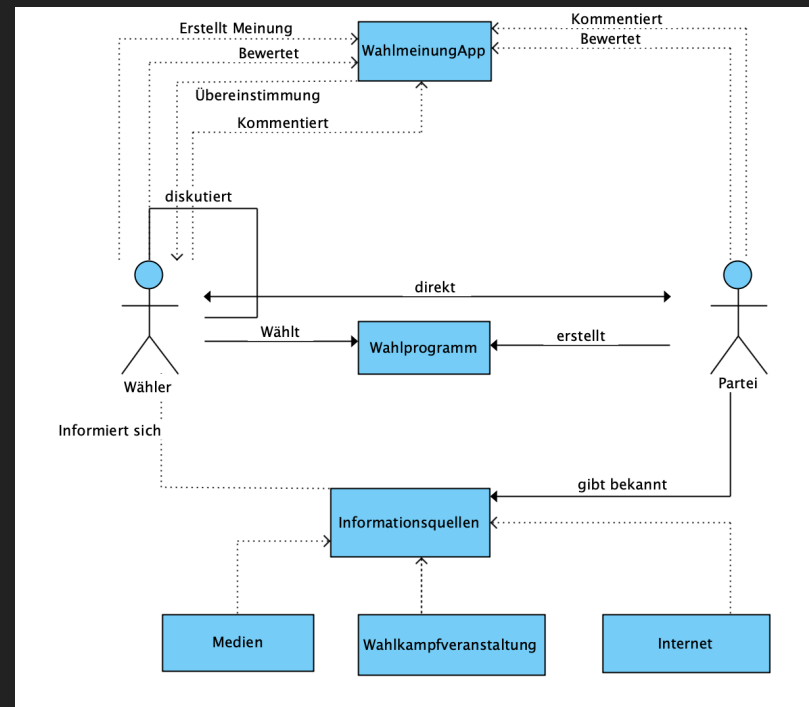 Erstellt Meinung
Kommentiert
Bewertet
Bewertet
WahlmeinungApp
Übereinstimmung
Kommentiert
diskutiert
direkt
Wählt
Wahlprogramm
erstellt
Wähler
Partei
Informiert sich
gibt bekannt
Informationsquellen
Medien
Wahlkampfveranstaltung
Internet